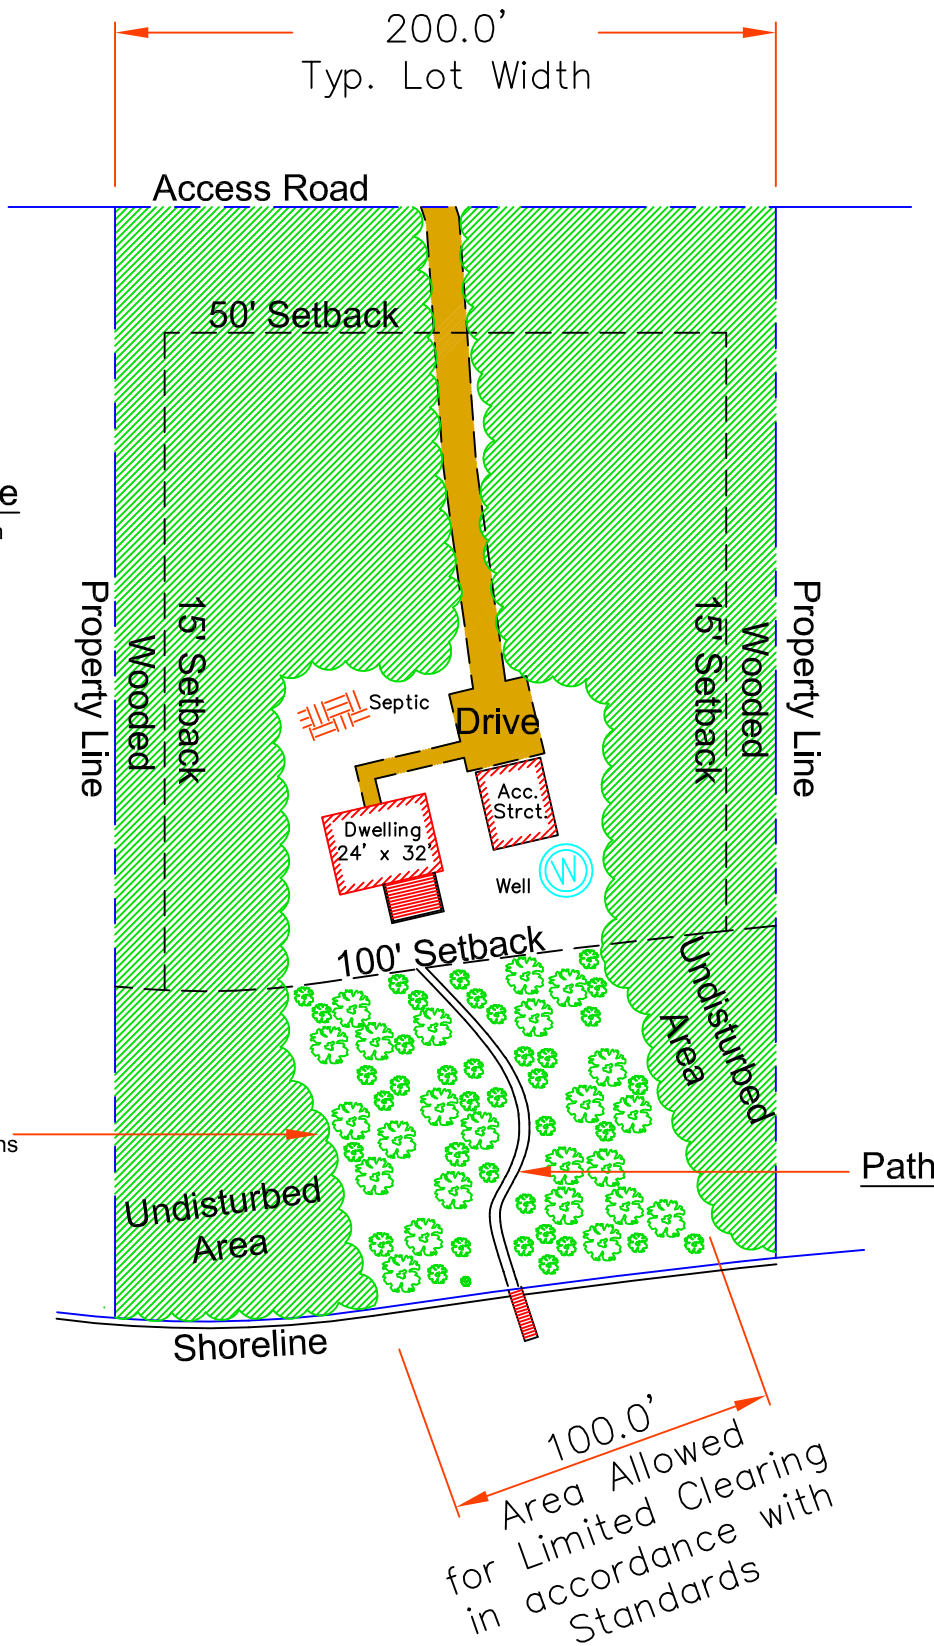 200.0'
Typ. Lot Width
Access Road
50' Setback
e
n
Property Line
Wooded
15' Setback
15' Setback
Wooded
Property Line
Septic
Drive
Acc.
Strct.
Dwelling
24' x 32'
Well
W
100' Setback
Undisturbed
Area
ns
Path
Undisturbed
Area
Shoreline
100.0'
Area Allowed
for Limited Clearing
in accordance with
Standards